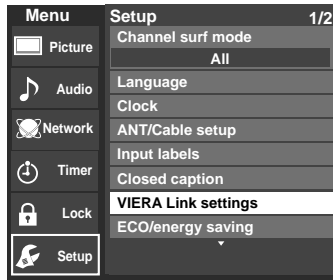 Menu
Picture
Audio
Network
Timer
Lock
Setup
Setup 1/2
Channel surf mode
All
Language
Clock
ANT/Cable setup
Input labels
Closed caption
VIERA Link settings
ECO/energy saving